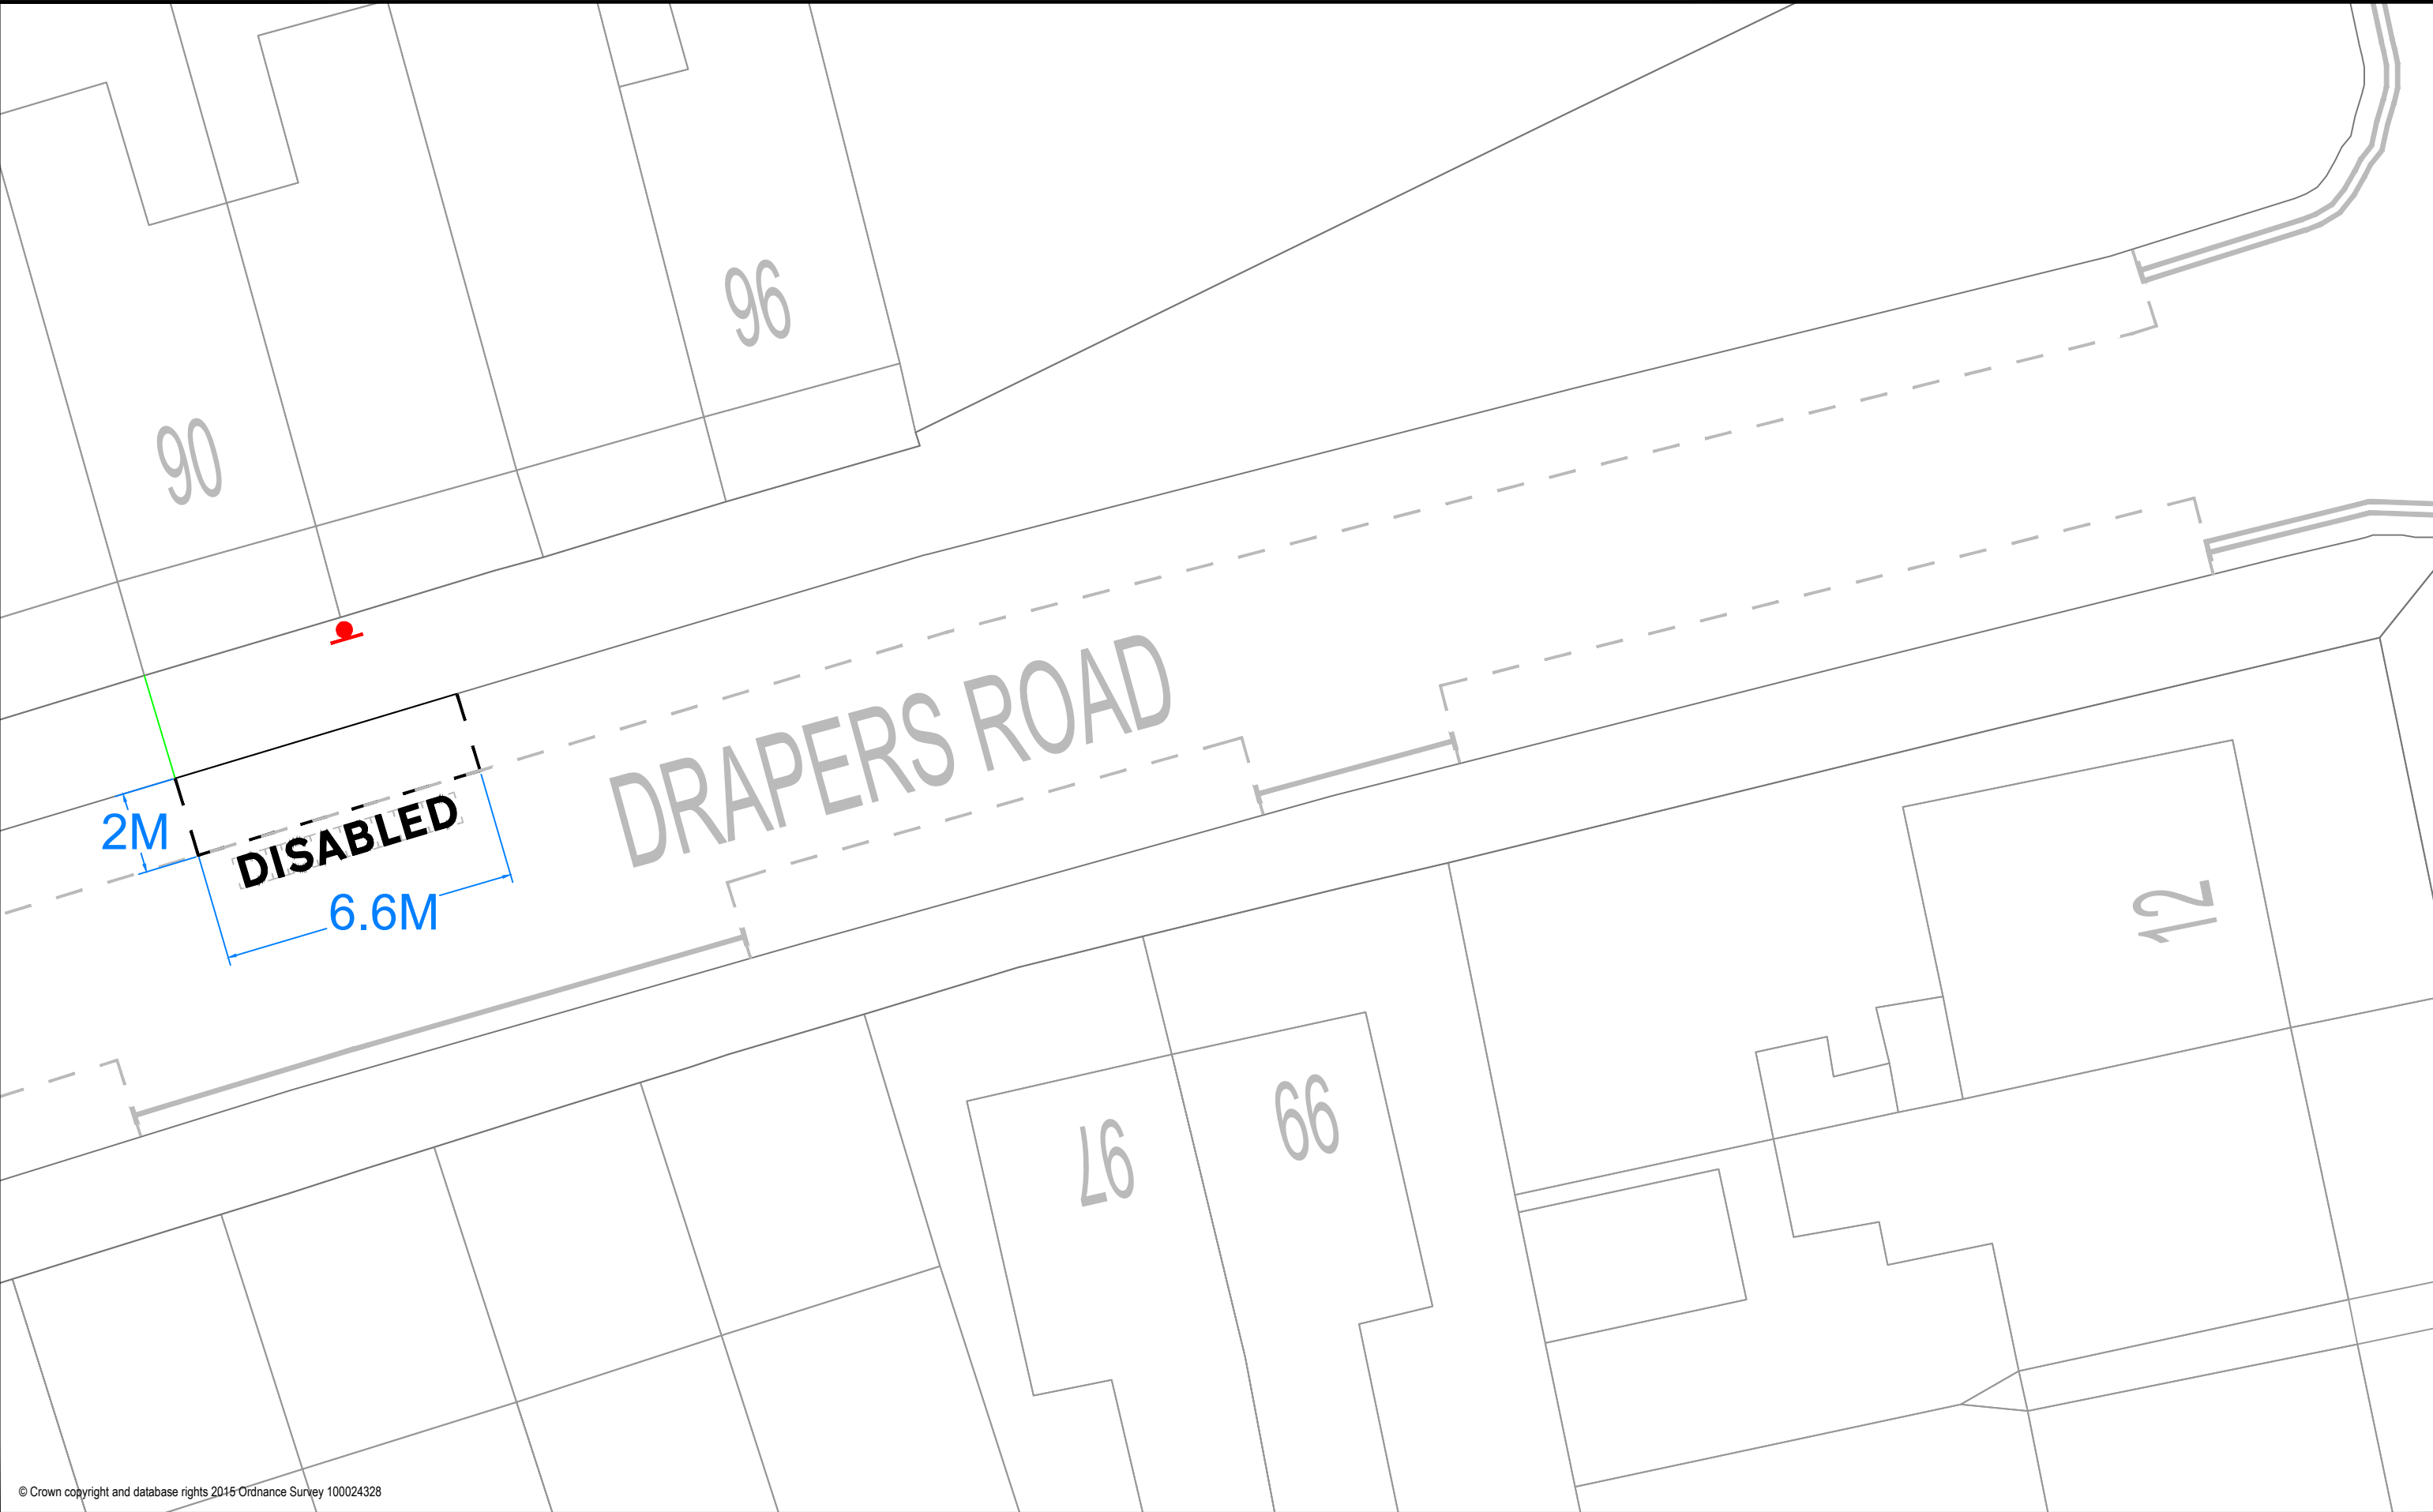 96
90
DRAPERS ROAD
2M
DISABLED
6.6M
12
97
99
© Crown copyright and database rights 2015 Ordnance Survey 100024328